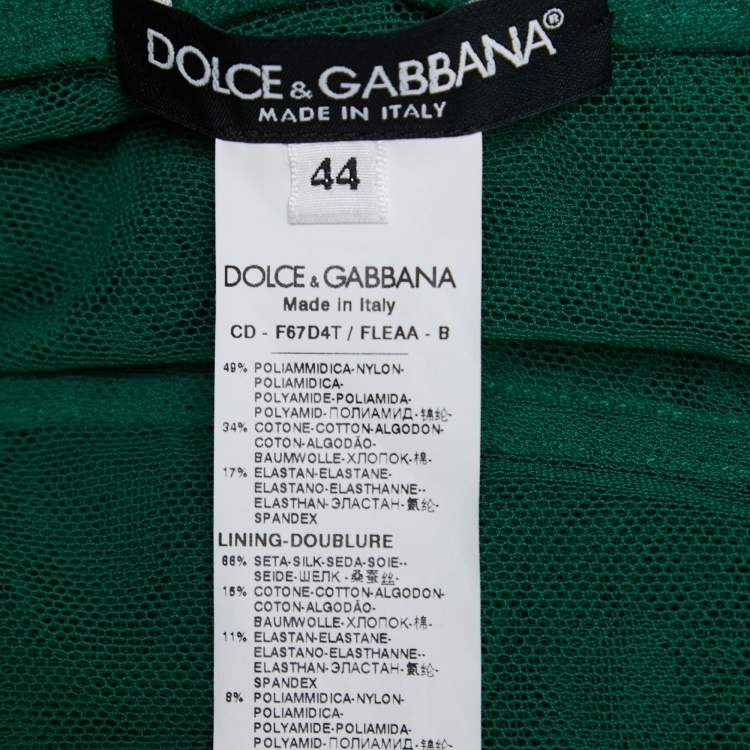 DOLCE & GABBANA®
MADE IN ITALY
44
DOLCE & GABBANA
Made in Italy
CD - F67D4T / FLEAA - B
49% POLIAMMIDICA-NYLON-
POLIAMIDICA-
POLYAMIDE-POLIAMIDA-
POLYAMID-ПОЛИАМИД-锦纶-
34% COTONE-COTTON-ALGODON-
COTON-ALGODÃO-
BAUMWOLLE-ХЛОПОК-棉-
17% ELASTAN-ELASTANE-
ELASTANO-ELASTHANNE--
ELASTHAN-ЭЛАСТАН-氨纶-
SPANDEX
LINING-DOUBLURE
66% SETA-SILK-SEDA-SOIE--
SEIDE-ШЕЛК -桑蚕丝-
15% COTONE-COTTON-ALGODON-
COTON-ALGODÃO-
BAUMWOLLE-ХЛОПОК-棉-
11% ELASTAN-ELASTANE-
ELASTANO-ELASTHANNE--
ELASTHAN-ЭЛАСТАН-氨纶-
SPANDEX
8% POLIAMMIDICA-NYLON-
POLIAMIDICA-
POLYAMIDE-POLIAMIDA-
POLYAMID-ПОЛИАМИД-锦纶-